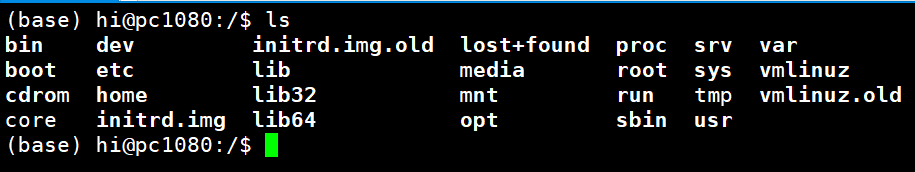 (base) hi@pc1080:/$ ls
bin dev initrd.img.old lost+found proc srv var
boot etc lib media root sys vmlinuz
cdrom home lib32 mnt run tmp vmlinuz.old
core initrd.img lib64 opt sbin usr
(base) hi@pc1080:/$